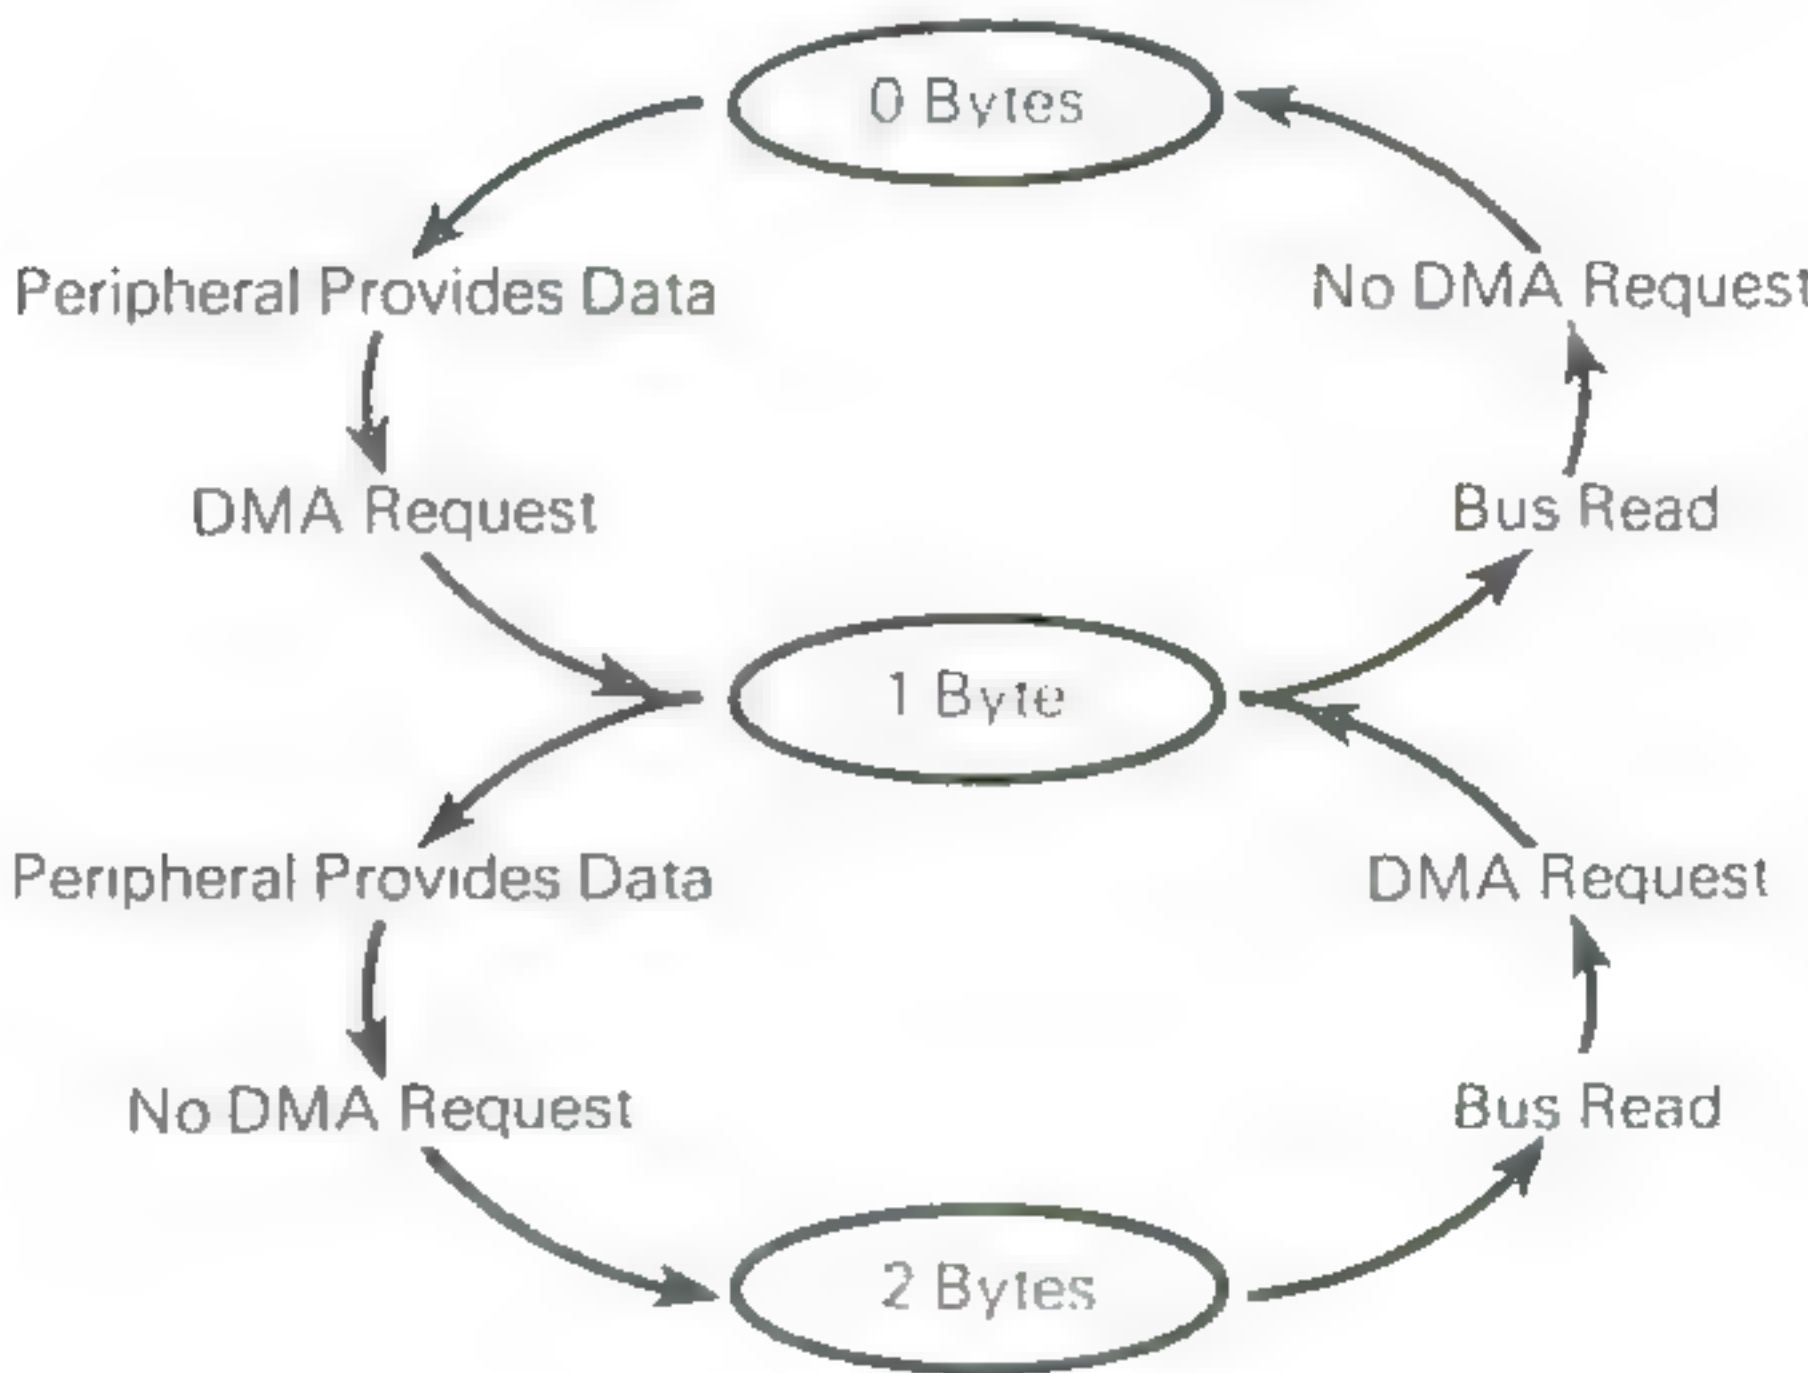 0 Bytes
Peripheral Provides Data
No DMA Request
DMA Request
Bus Read
1 Byte
Peripheral Provides Data
DMA Request
No DMA Request
Bus Read
2 Bytes